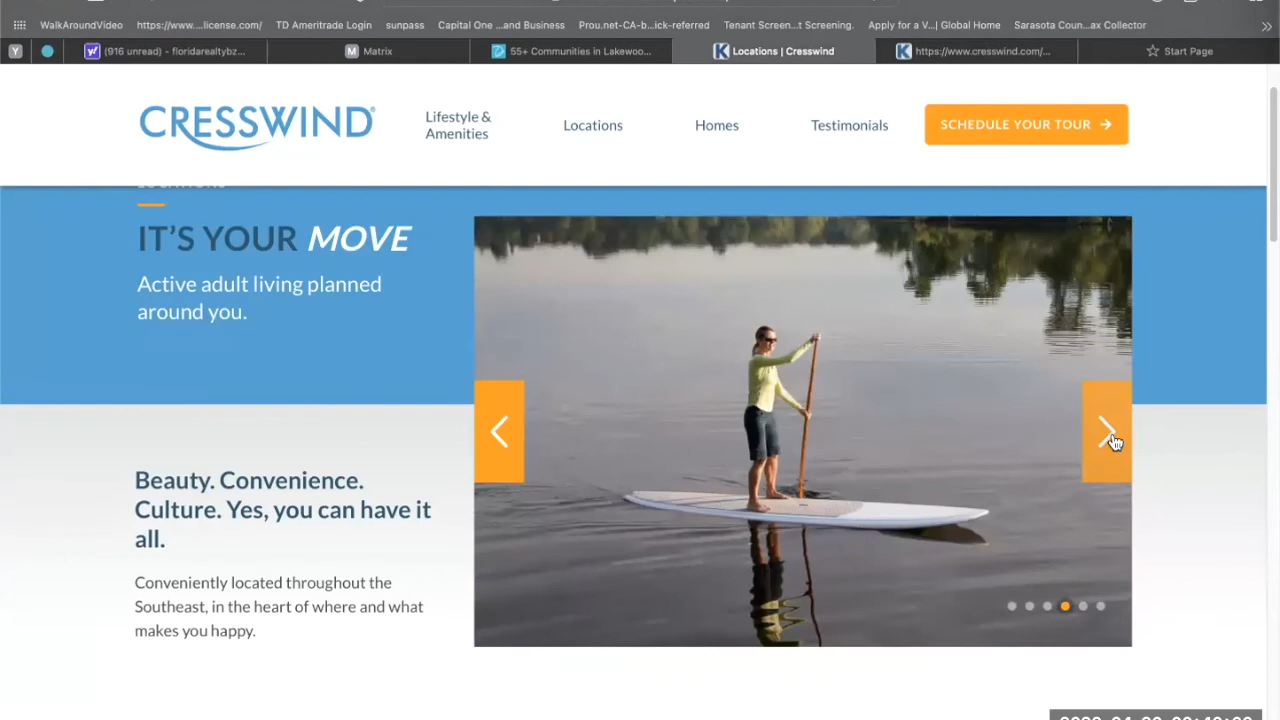 WalkAroundVideo https://www....license.com/ TD Ameritrade Login sunpass Capital One ...and Business Prou.net-CA-b...ick-referred Tenant Screen...t Screening. Apply for a V...| Global Home Sarasota Coun...ax Collector
Y (916 unread) - floridarealtybz... M Matrix 55+ Communities in Lakewoo... Locations | Cresswind https://www.cresswind.com/... Start Page
CRESSWIND®
Lifestyle &
Amenities
Locations
Homes
Testimonials
SCHEDULE YOUR TOUR →
IT'S YOUR MOVE
Active adult living planned
around you.
Beauty. Convenience.
Culture. Yes, you can have it
all.
Conveniently located throughout the
Southeast, in the heart of where and what
makes you happy.